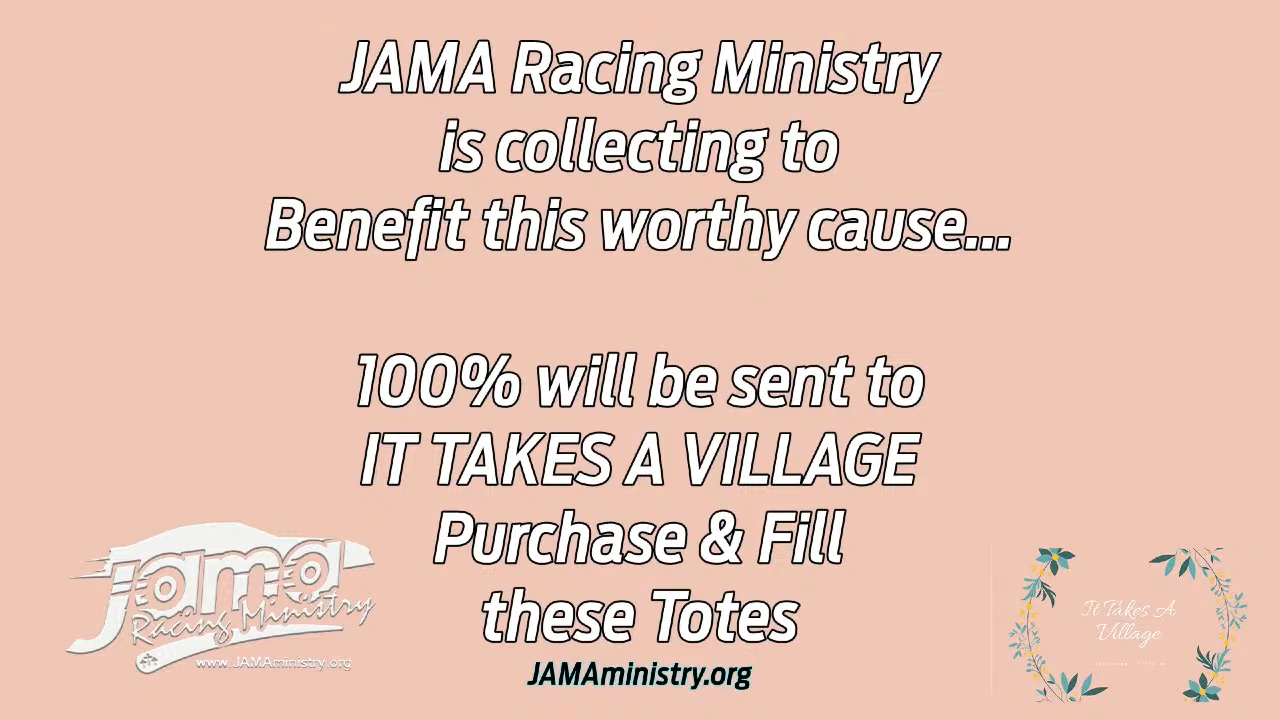 JAMA Racing Ministry
is collecting to
Benefit this worthy cause...
100% will be sent to
IT TAKES A VILLAGE
Purchase & Fill
these Totes
JAMAministry.org
jama
Racing Ministry
www.JAMAministry.org
It Takes A
Village